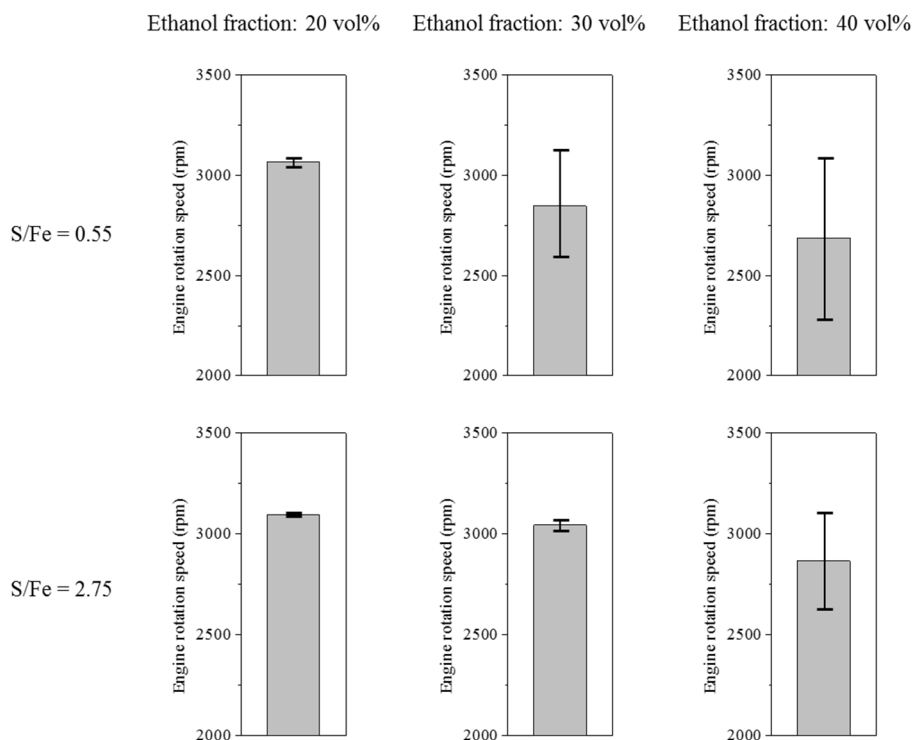 Ethanol fraction: 20 vol% Ethanol fraction: 30 vol% Ethanol fraction: 40 vol%
S/Fe = 0.55
Engine rotation speed (rpm)
3500
3000
2500
2000
Engine rotation speed (rpm)
3500
3000
2500
2000
Engine rotation speed (rpm)
3500
3000
2500
2000
S/Fe = 2.75
Engine rotation speed (rpm)
3500
3000
2500
2000
Engine rotation speed (rpm)
3500
3000
2500
2000
Engine rotation speed (rpm)
3500
3000
2500
2000